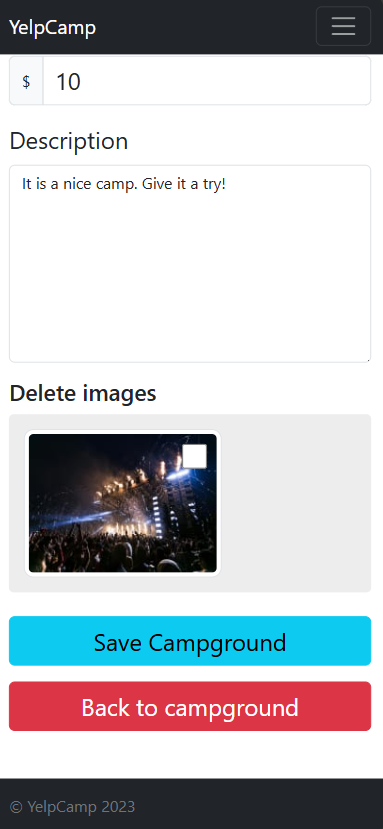 YelpCamp
$ 10
Description
It is a nice camp. Give it a try!
Delete images
Save Campground
Back to campground
© YelpCamp 2023